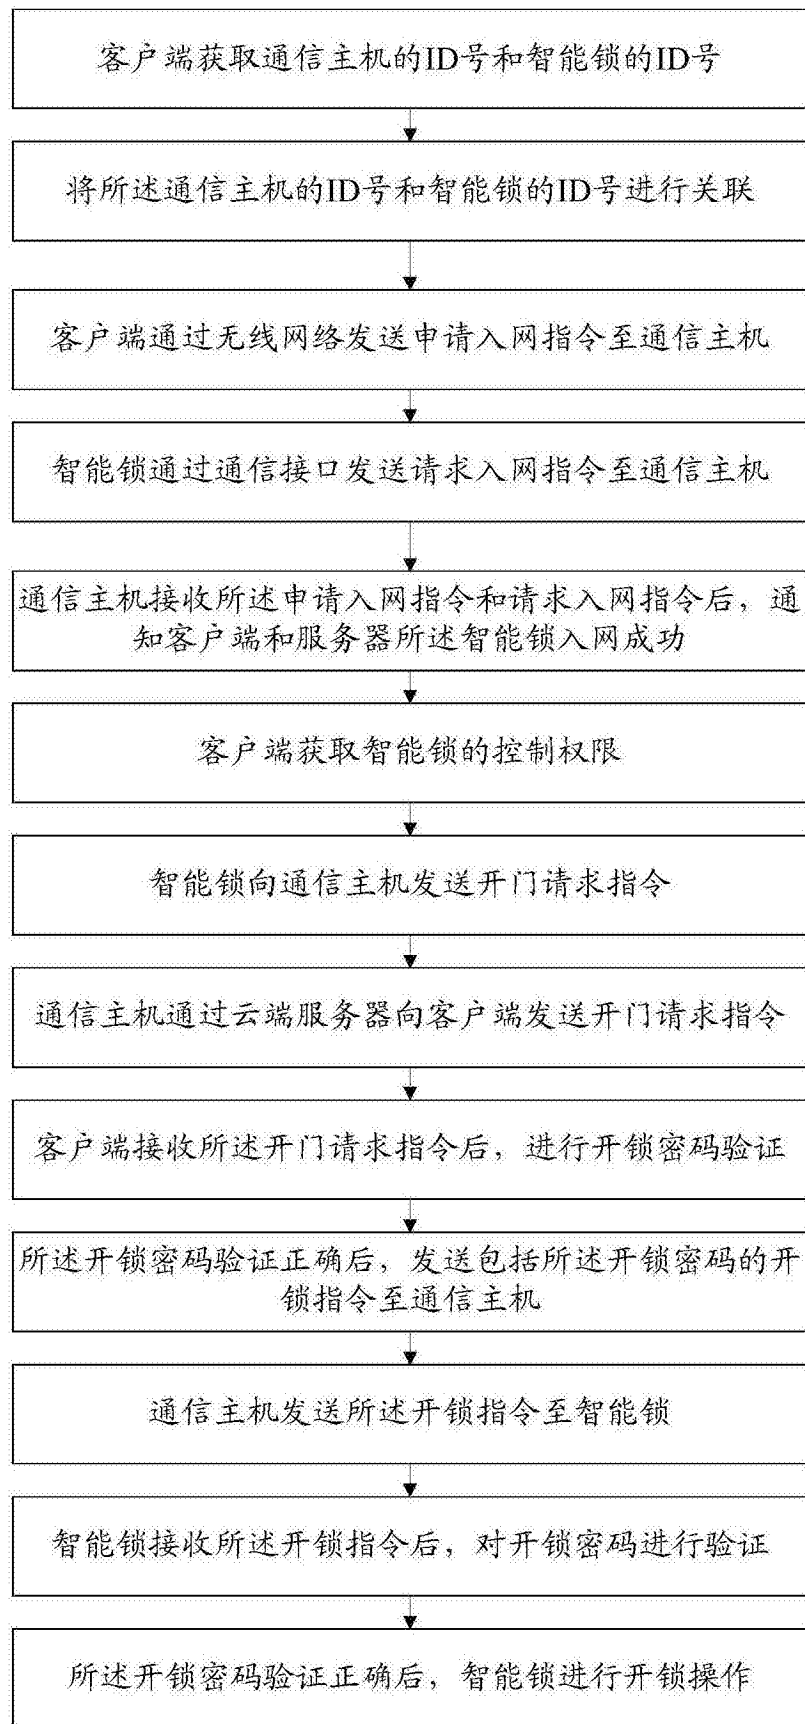 客户端获取通信主机的ID号和智能锁的ID号
将所述通信主机的ID号和智能锁的ID号进行关联
客户端通过无线网络发送申请入网指令至通信主机
智能锁通过通信接口发送请求入网指令至通信主机
通信主机接收所述申请入网指令和请求入网指令后，通
知客户端和服务器所述智能锁入网成功
客户端获取智能锁的控制权限
智能锁向通信主机发送开门请求指令
通信主机通过云端服务器向客户端发送开门请求指令
客户端接收所述开门请求指令后，进行开锁密码验证
所述开锁密码验证正确后，发送包括所述开锁密码的开
锁指令至通信主机
通信主机发送所述开锁指令至智能锁
智能锁接收所述开锁指令后，对开锁密码进行验证
所述开锁密码验证正确后，智能锁进行开锁操作